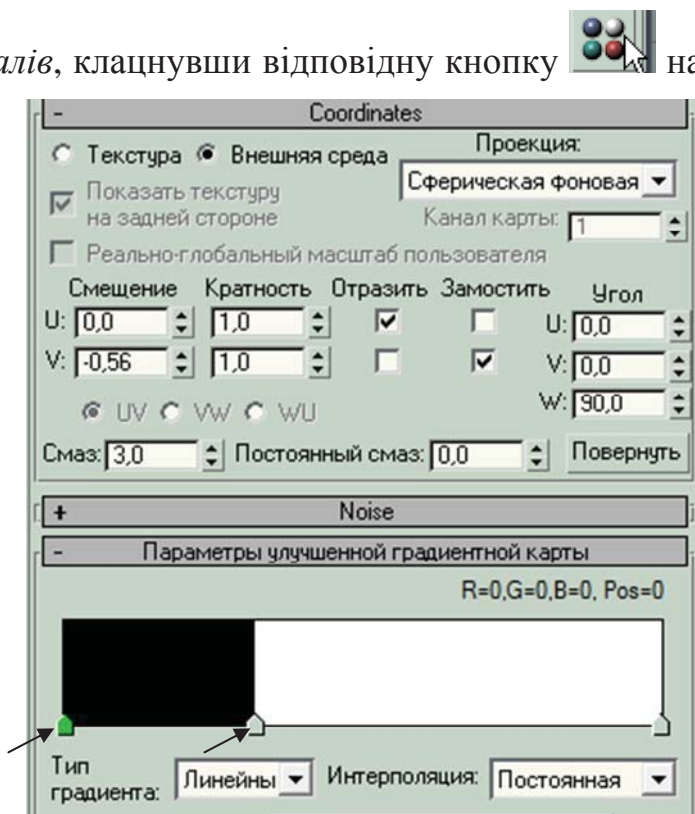 алів, клацнувши відповідну кнопку на
- Coordinates
Текстура Внешняя среда Проекция:
Показать текстуру на задней стороне Сферическая фоновая
Канал карты: 1
Реально-глобальный масштаб пользователя
Смещение Кратность Отразить Замостить Угол
U: 0,0 1,0 U: 0,0
V: -0,56 1,0 V: 0,0
W: 90,0
UV VW WU
Смаз: 3,0 Постоянный смаз: 0,0 Повернуть
+ Noise
- Параметры улучшенной градиентной карты
R=0,G=0,B=0, Pos=0
Тип градиента: Линейны Интерполяция: Постоянная